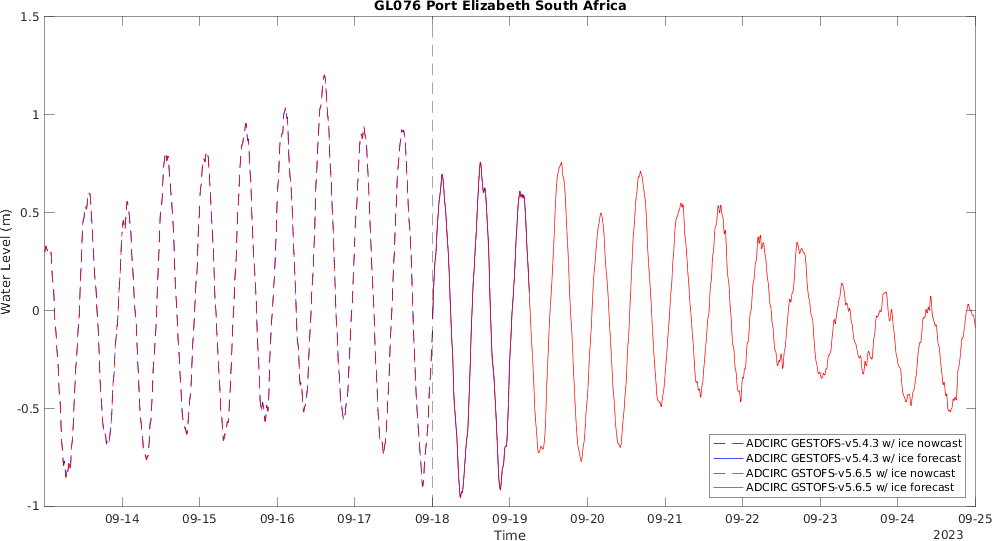 GL076 Port Elizabeth South Africa
1.5
1
0.5
0
-0.5
-1
Water Level (m)
09-14
09-15
09-16
09-17
09-18
09-19
09-20
09-21
09-22
09-23
09-24
09-25
Time
2023
ADCIRC GESTOFS-v5.4.3 w/ ice nowcast
ADCIRC GESTOFS-v5.4.3 w/ ice forecast
ADCIRC GSTOFS-v5.6.5 w/ ice nowcast
ADCIRC GSTOFS-v5.6.5 w/ ice forecast